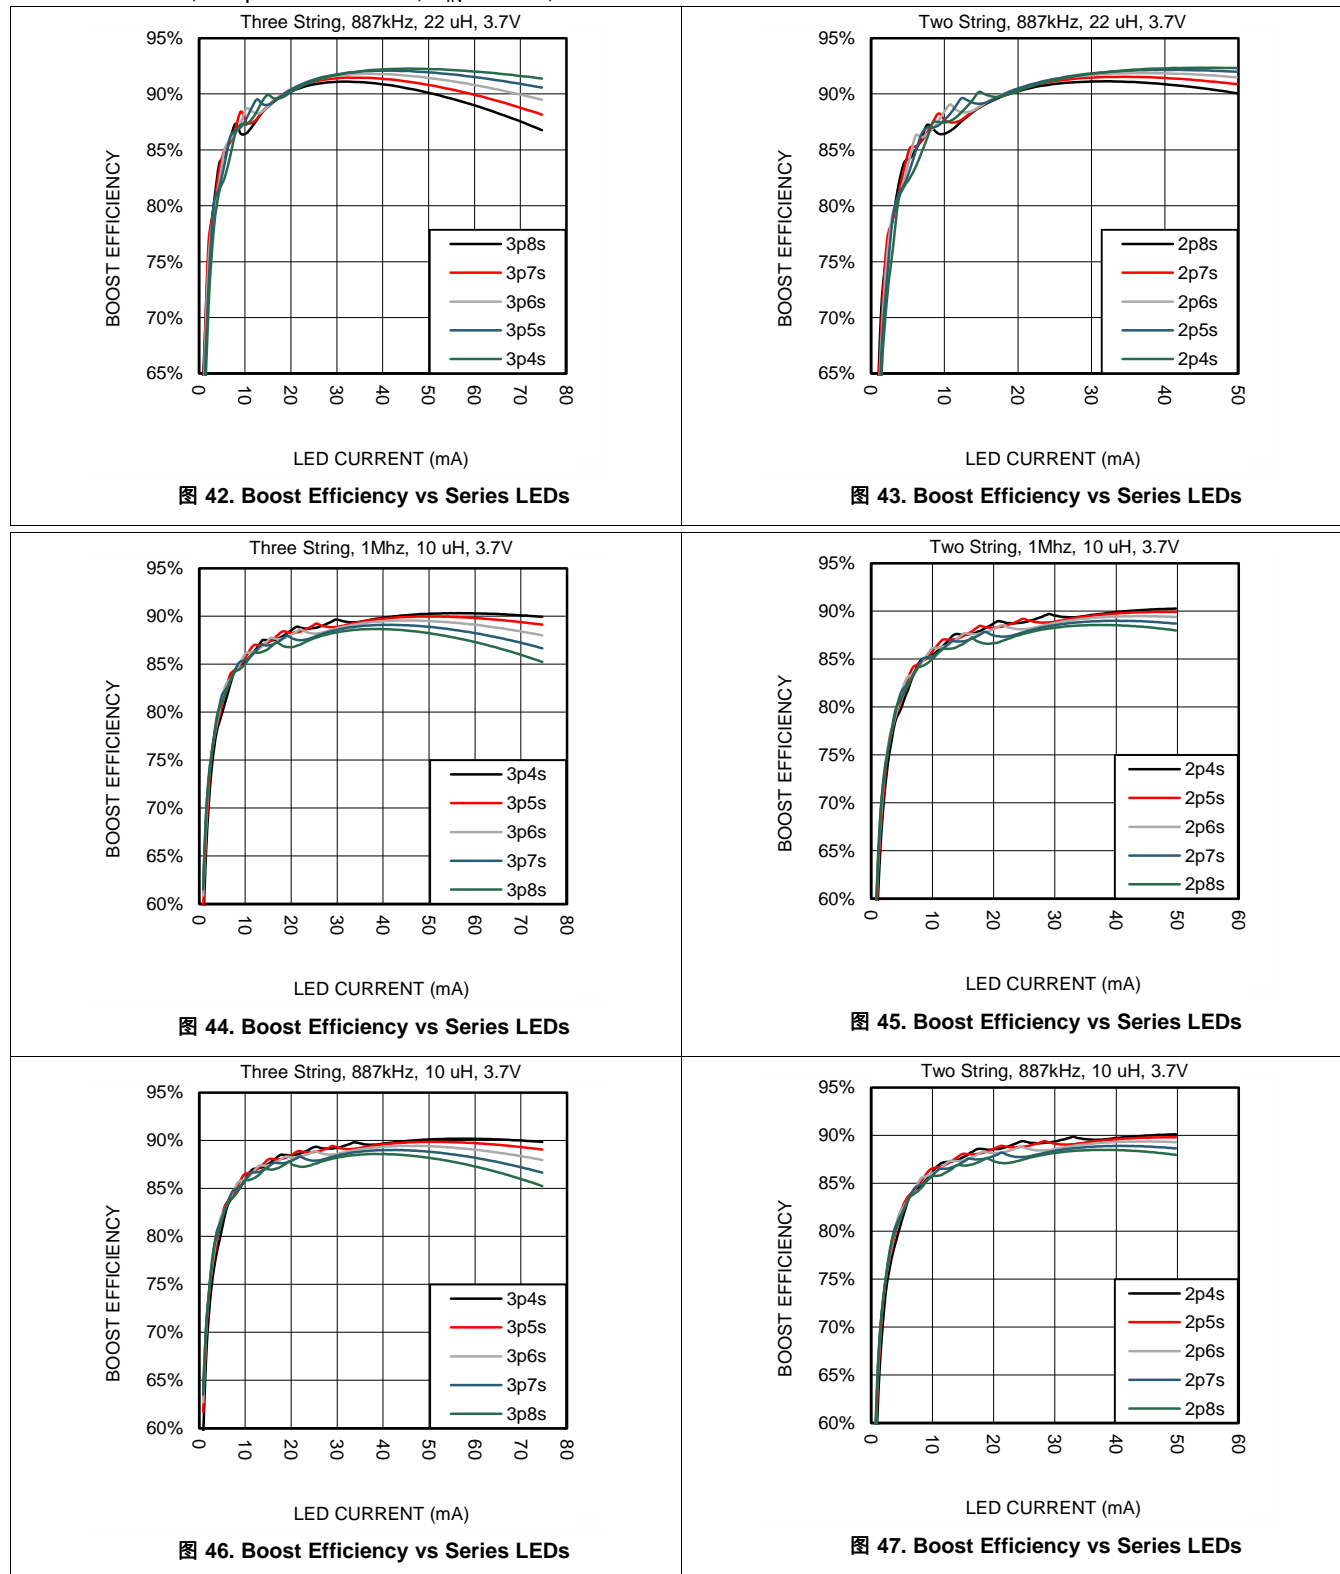 Three String, 887kHz, 22 uH, 3.7V
95%
90%
85%
80%
75%
70%
65%
BOOST EFFICIENCY
3p8s
3p7s
3p6s
3p5s
3p4s
0 10 20 30 40 50 60 70 80
LED CURRENT (mA)
图 42. Boost Efficiency vs Series LEDs
Two String, 887kHz, 22 uH, 3.7V
95%
90%
85%
80%
75%
70%
65%
BOOST EFFICIENCY
2p8s
2p7s
2p6s
2p5s
2p4s
0 10 20 30 40 50
LED CURRENT (mA)
图 43. Boost Efficiency vs Series LEDs
Three String, 1Mhz, 10 uH, 3.7V
95%
90%
85%
80%
75%
70%
65%
60%
BOOST EFFICIENCY
3p4s
3p5s
3p6s
3p7s
3p8s
0 10 20 30 40 50 60 70 80
LED CURRENT (mA)
图 44. Boost Efficiency vs Series LEDs
Two String, 1Mhz, 10 uH, 3.7V
95%
90%
85%
80%
75%
70%
65%
60%
BOOST EFFICIENCY
2p4s
2p5s
2p6s
2p7s
2p8s
0 10 20 30 40 50 60
LED CURRENT (mA)
图 45. Boost Efficiency vs Series LEDs
Three String, 887kHz, 10 uH, 3.7V
95%
90%
85%
80%
75%
70%
65%
60%
BOOST EFFICIENCY
3p4s
3p5s
3p6s
3p7s
3p8s
0 10 20 30 40 50 60 70 80
LED CURRENT (mA)
图 46. Boost Efficiency vs Series LEDs
Two String, 887kHz, 10 uH, 3.7V
95%
90%
85%
80%
75%
70%
65%
60%
BOOST EFFICIENCY
2p4s
2p5s
2p6s
2p7s
2p8s
0 10 20 30 40 50 60
LED CURRENT (mA)
图 47. Boost Efficiency vs Series LEDs